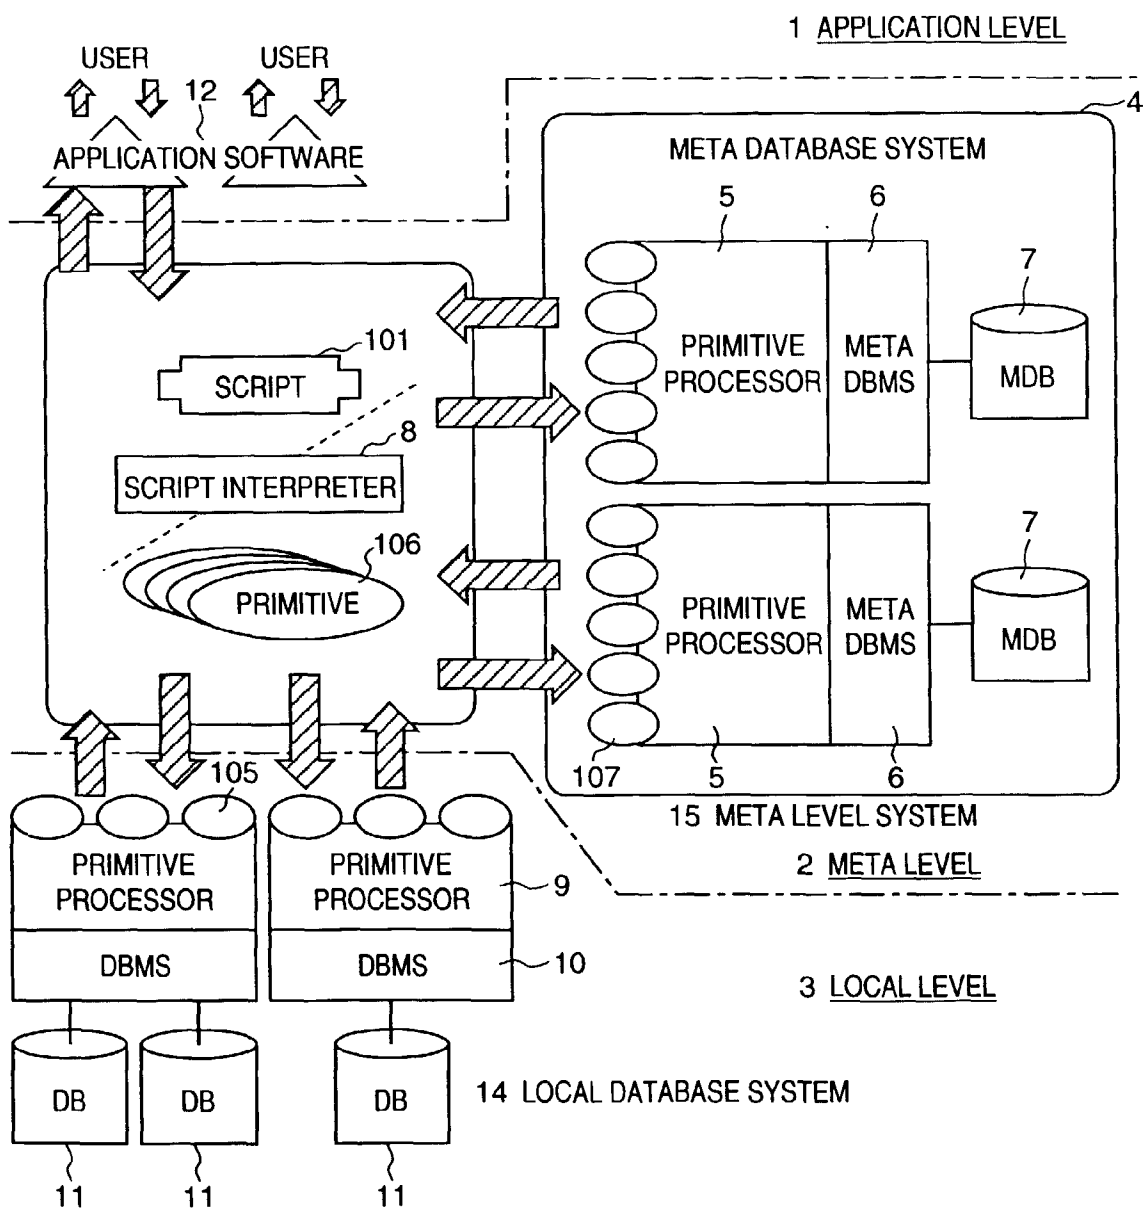 1 APPLICATION LEVEL
USER
USER
12
APPLICATION SOFTWARE
4
META DATABASE SYSTEM
5
6
7
PRIMITIVE
PROCESSOR
META
DBMS
MDB
101
SCRIPT
8
SCRIPT INTERPRETER
106
PRIMITIVE
7
PRIMITIVE
PROCESSOR
META
DBMS
MDB
107
5
6
15 META LEVEL SYSTEM
2 META LEVEL
105
PRIMITIVE
PROCESSOR
DBMS
PRIMITIVE
PROCESSOR
9
DBMS
10
3 LOCAL LEVEL
DB
DB
DB
14 LOCAL DATABASE SYSTEM
11
11
11